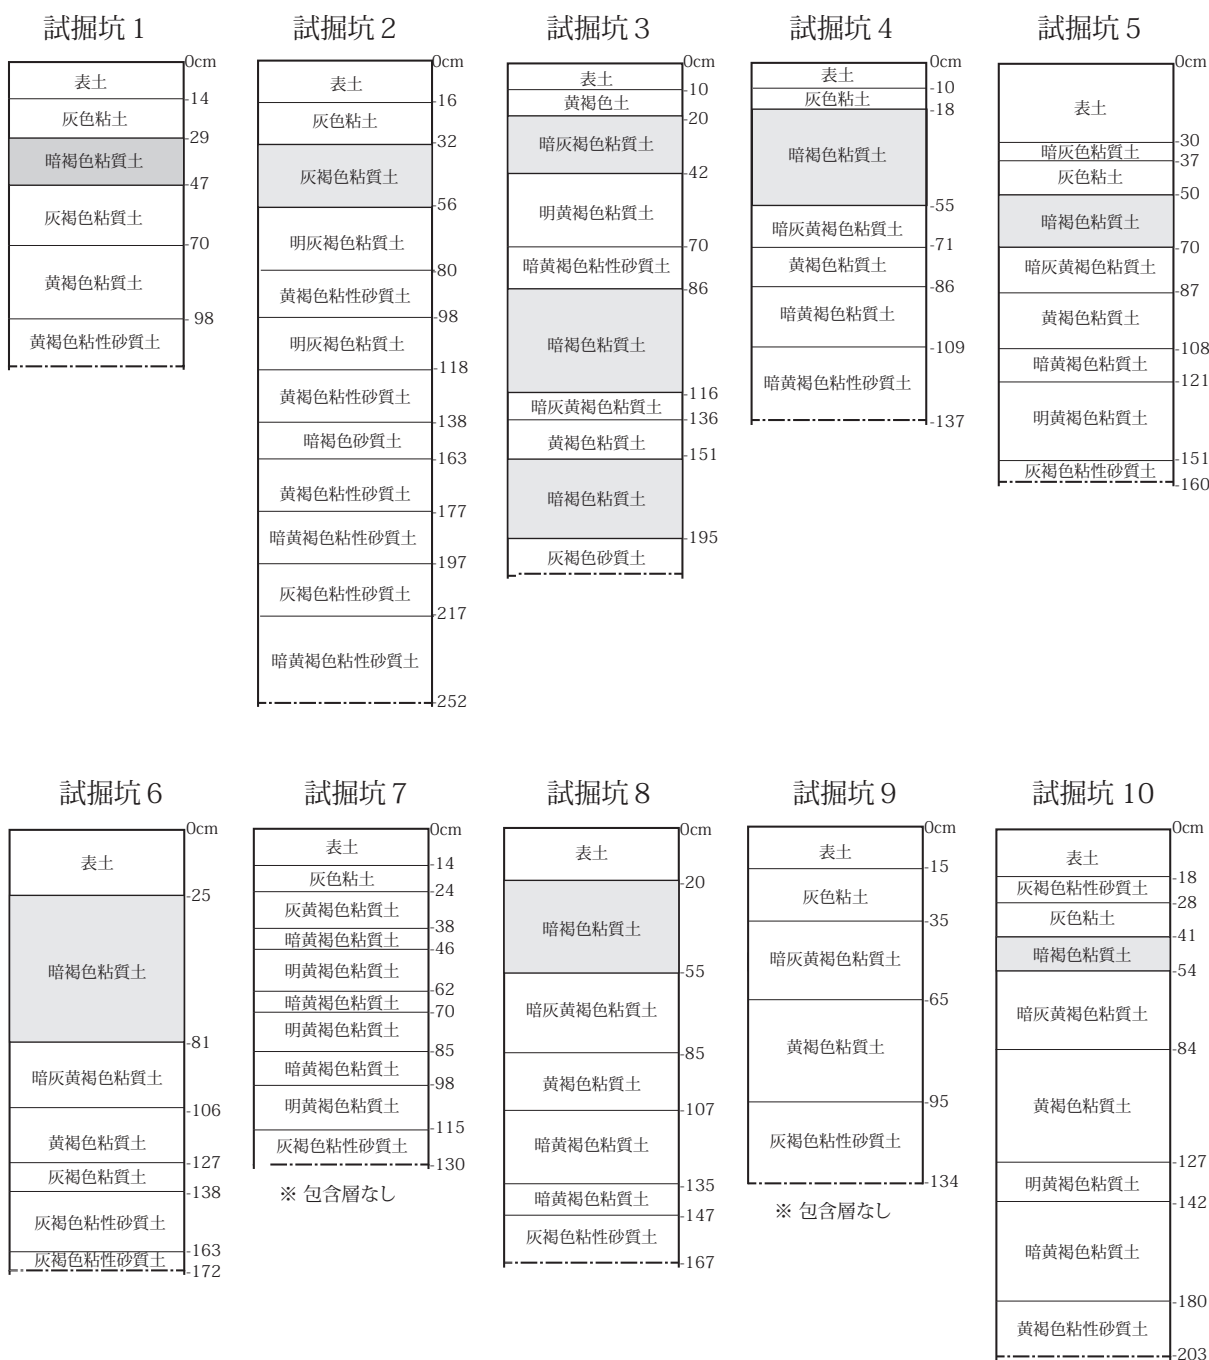 試掘坑 1
0cm
表土
-14
灰色粘土
-29
暗褐色粘質土
-47
灰褐色粘質土
-70
黄褐色粘質土
- 98
黄褐色粘性砂質土
試掘坑 2
0cm
表土
-16
灰色粘土
-32
灰褐色粘質土
-56
明灰褐色粘質土
-80
黄褐色粘性砂質土
-98
明灰褐色粘質土
-118
黄褐色粘性砂質土
-138
暗褐色砂質土
-163
黄褐色粘性砂質土
-177
暗黄褐色粘性砂質土
-197
灰褐色粘性砂質土
-217
暗黄褐色粘性砂質土
-252
試掘坑 3
0cm
表土
-10
黄褐色土
-20
暗灰褐色粘質土
-42
明黄褐色粘質土
-70
暗黄褐色粘性砂質土
-86
暗褐色粘質土
-116
暗灰黄褐色粘質土
-136
黄褐色粘質土
-151
暗褐色粘質土
-195
灰褐色砂質土
試掘坑 4
0cm
表土
-10
灰色粘土
-18
暗褐色粘質土
-55
暗灰黄褐色粘質土
-71
黄褐色粘質土
-86
暗黄褐色粘質土
-109
暗黄褐色粘性砂質土
-137
試掘坑 5
0cm
表土
-30
暗灰色粘質土
-37
灰色粘土
-50
暗褐色粘質土
-70
暗灰黄褐色粘質土
-87
黄褐色粘質土
-108
暗黄褐色粘質土
-121
明黄褐色粘質土
-151
灰褐色粘性砂質土
-160
試掘坑 6
0cm
表土
-25
暗褐色粘質土
-81
暗灰黄褐色粘質土
-106
黄褐色粘質土
-127
灰褐色粘質土
-138
灰褐色粘性砂質土
-163
灰褐色粘性砂質土
-172
試掘坑 7
0cm
表土
-14
灰色粘土
-24
灰黄褐色粘質土
-38
暗黄褐色粘質土
-46
明黄褐色粘質土
-62
暗黄褐色粘質土
-70
明黄褐色粘質土
-85
暗黄褐色粘質土
-98
明黄褐色粘質土
-115
灰褐色粘性砂質土
-130
※ 包含層なし
試掘坑 8
0cm
表土
-20
暗褐色粘質土
-55
暗灰黄褐色粘質土
-85
黄褐色粘質土
-107
暗黄褐色粘質土
-135
暗黄褐色粘質土
-147
灰褐色粘性砂質土
-167
試掘坑 9
0cm
表土
-15
灰色粘土
-35
暗灰黄褐色粘質土
-65
黄褐色粘質土
-95
灰褐色粘性砂質土
-134
※ 包含層なし
試掘坑 10
0cm
表土
-18
灰褐色粘性砂質土
-28
灰色粘土
-41
暗褐色粘質土
-54
暗灰黄褐色粘質土
-84
黄褐色粘質土
-127
明黄褐色粘質土
-142
暗黄褐色粘質土
-180
黄褐色粘性砂質土
-203